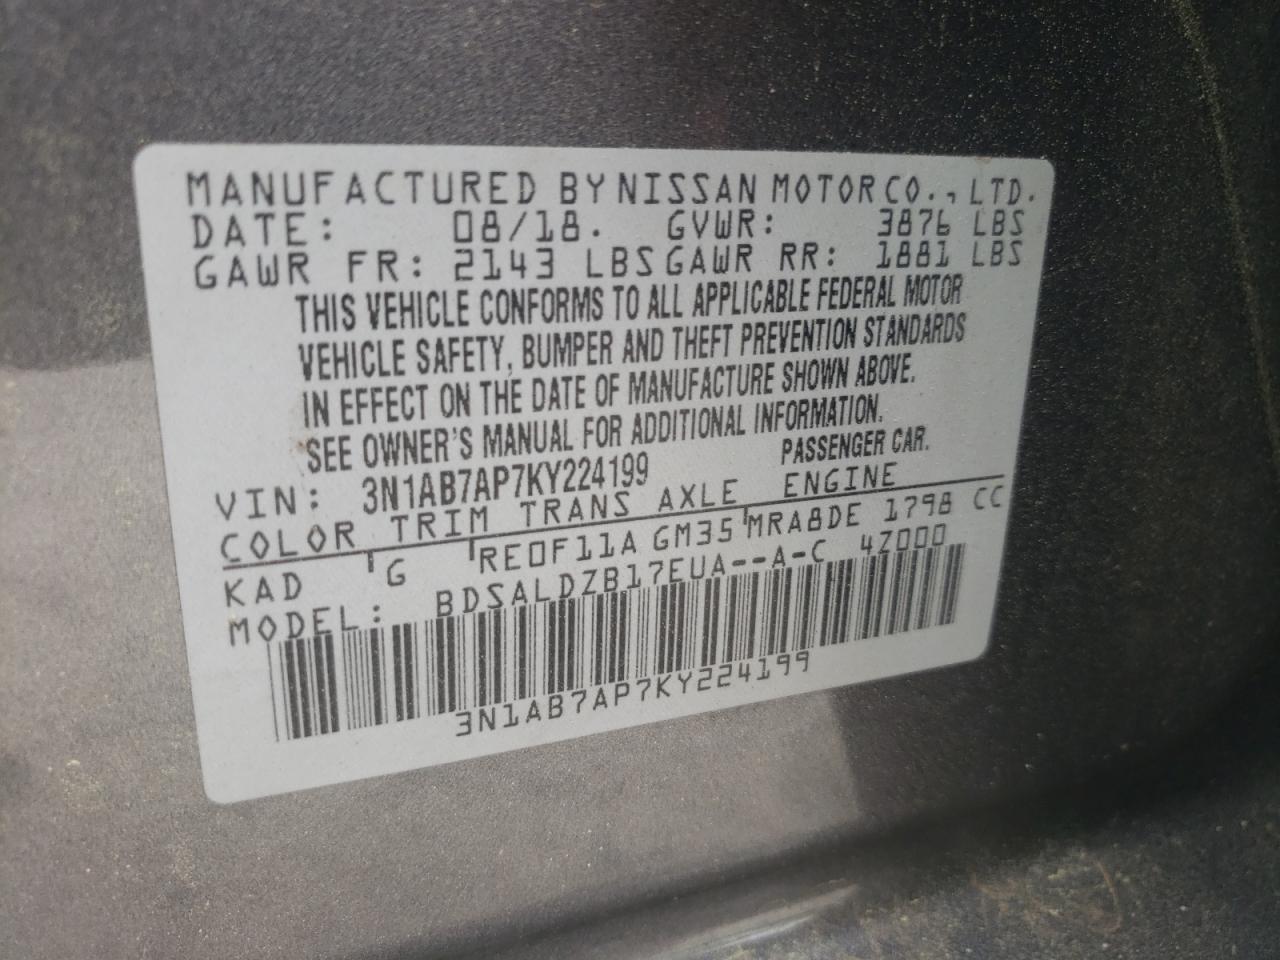 MANUFACTURED BY NISSAN MOTOR CO., LTD.
DATE: 08/18. GVWR: 3876 LBS
GAWR FR: 2143 LBS GAWR RR: 1881 LBS
THIS VEHICLE CONFORMS TO ALL APPLICABLE FEDERAL MOTOR
VEHICLE SAFETY, BUMPER AND THEFT PREVENTION STANDARDS
IN EFFECT ON THE DATE OF MANUFACTURE SHOWN ABOVE.
SEE OWNER'S MANUAL FOR ADDITIONAL INFORMATION.
VIN: 3N1AB7AP7KY224199 PASSENGER CAR.
COLOR TRIM TRANS AXLE ENGINE
KAD G RE0F11A GM35 MRA8DE 1798 CC
MODEL: BDSALDZB17EUA--A-C 4Z000
3N1AB7AP7KY224199